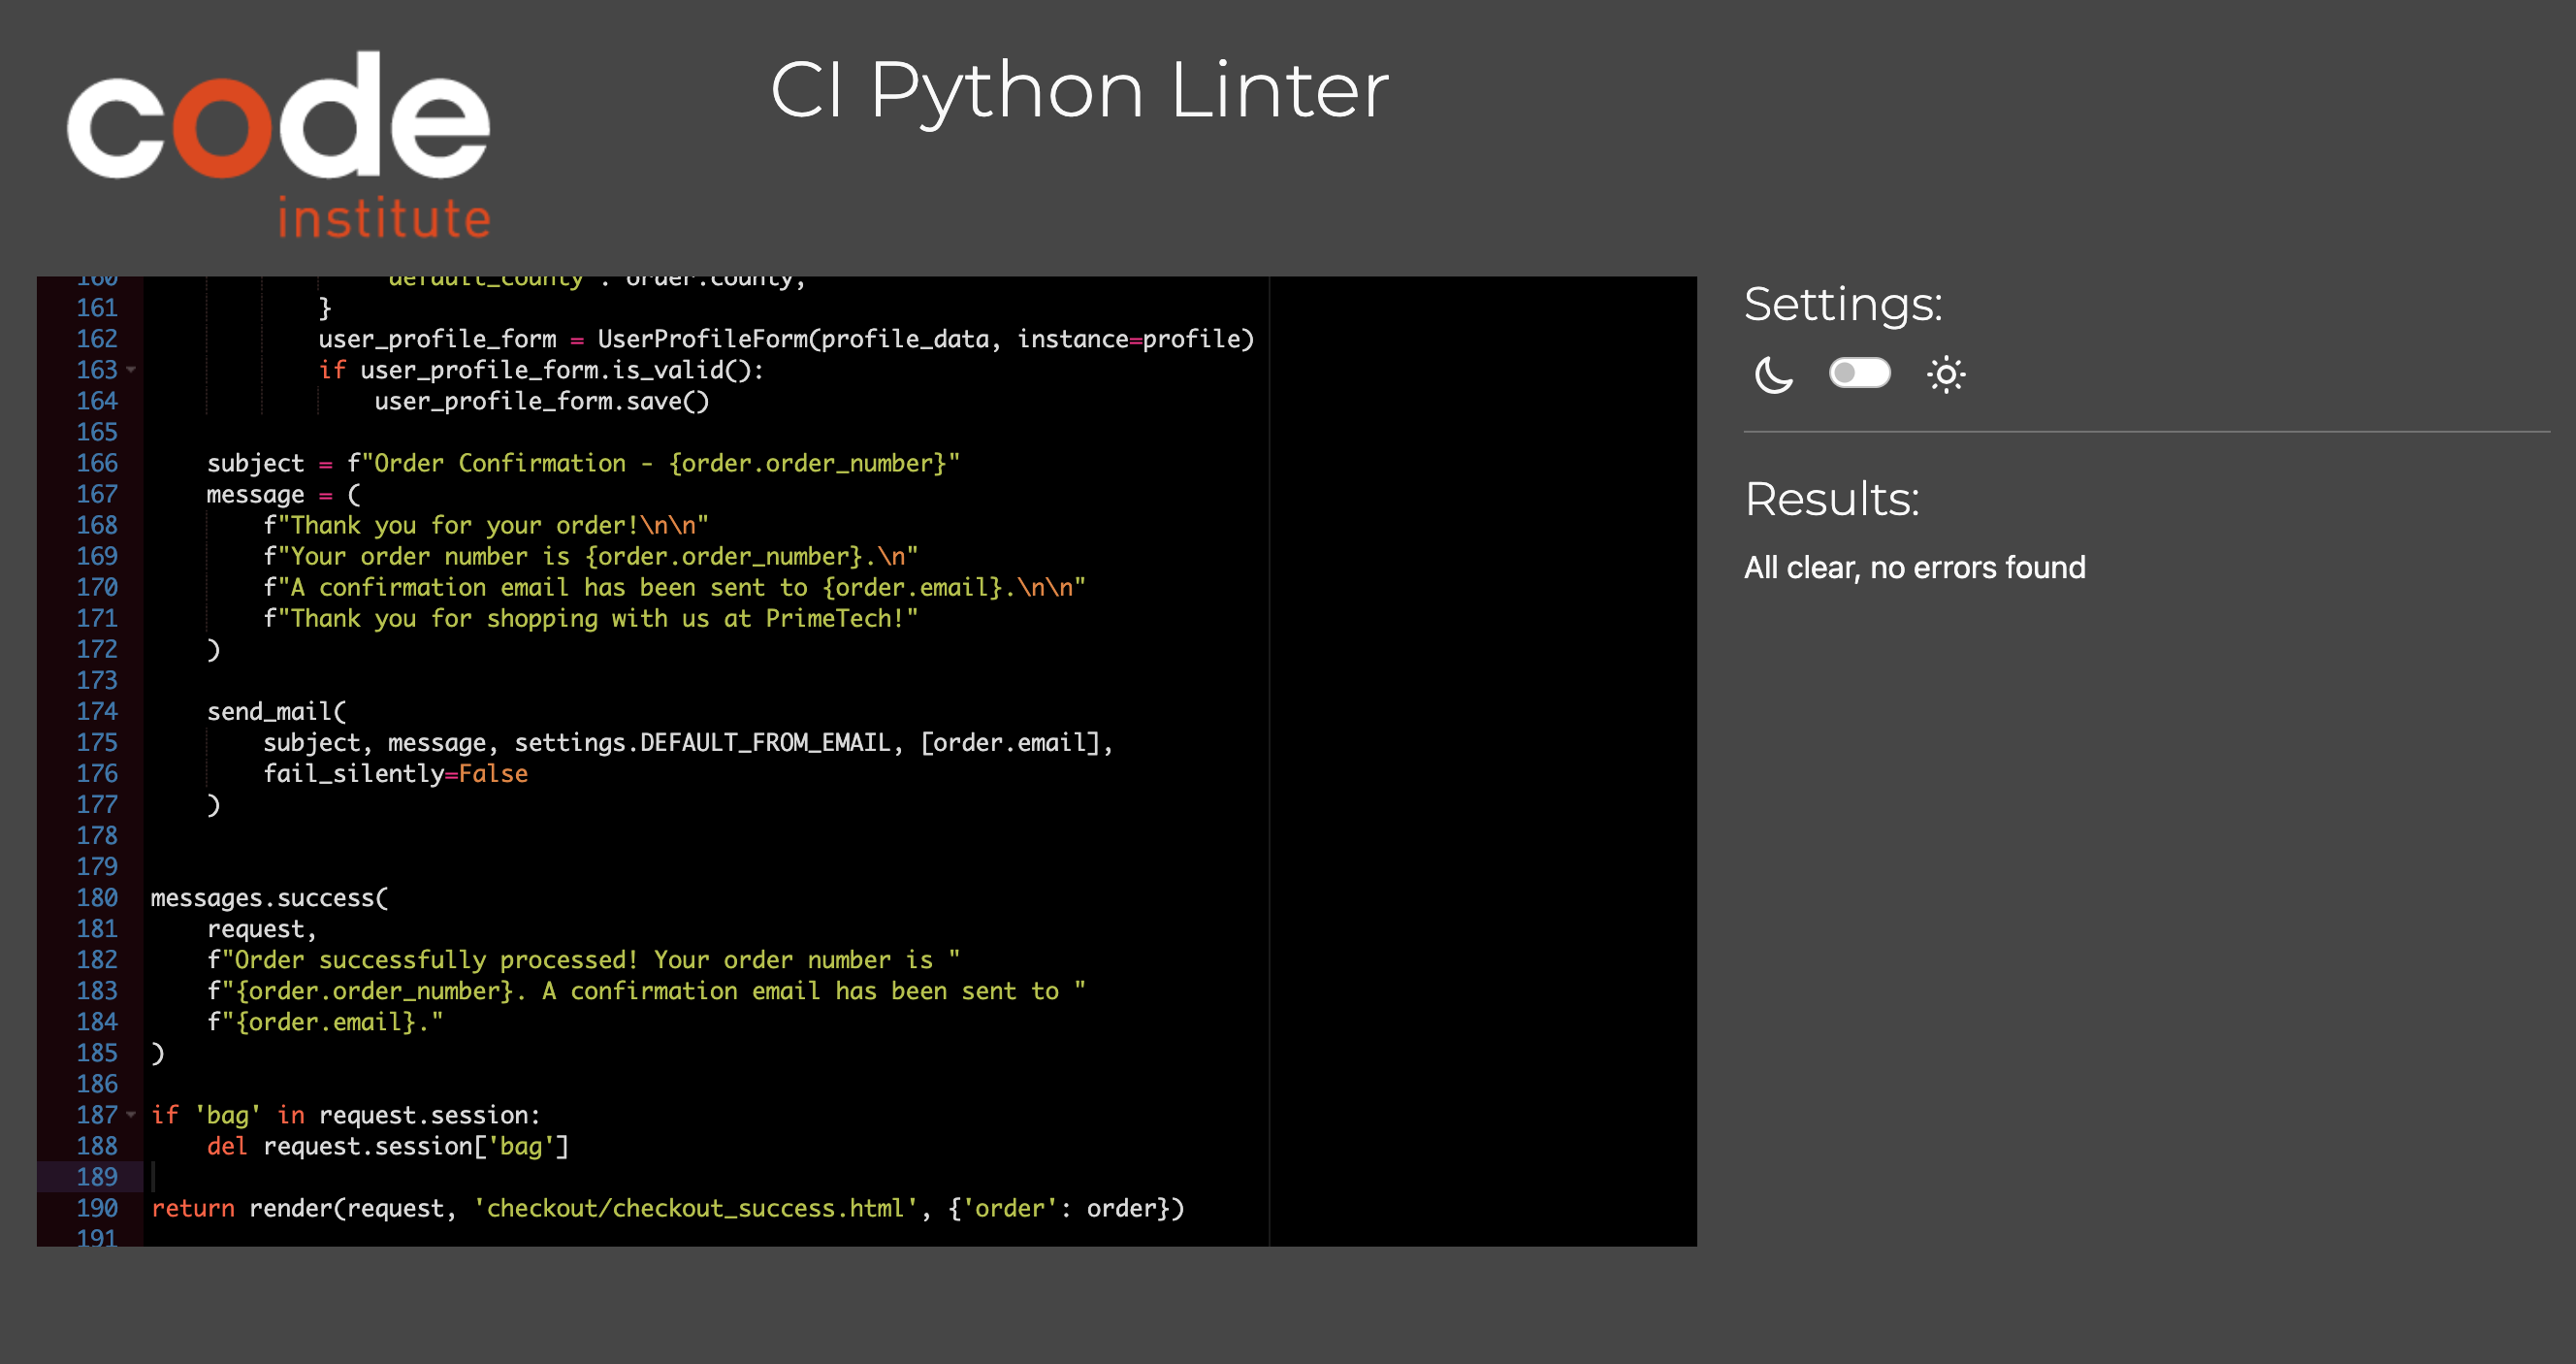 code
institute
CI Python Linter
160 'default_county': order.county,
161 }
162 user_profile_form = UserProfileForm(profile_data, instance=profile)
163 if user_profile_form.is_valid():
164 user_profile_form.save()
165
166 subject = f"Order Confirmation - {order.order_number}"
167 message = (
168 f"Thank you for your order!\n\n"
169 f"Your order number is {order.order_number}.\n"
170 f"A confirmation email has been sent to {order.email}.\n\n"
171 f"Thank you for shopping with us at PrimeTech!"
172 )
173
174 send_mail(
175 subject, message, settings.DEFAULT_FROM_EMAIL, [order.email],
176 fail_silently=False
177 )
178
179
180 messages.success(
181 request,
182 f"Order successfully processed! Your order number is "
183 f"{order.order_number}. A confirmation email has been sent to "
184 f"{order.email}."
185 )
186
187 if 'bag' in request.session:
188 del request.session['bag']
189
190 return render(request, 'checkout/checkout_success.html', {'order': order})
191
Settings:
Results:
All clear, no errors found